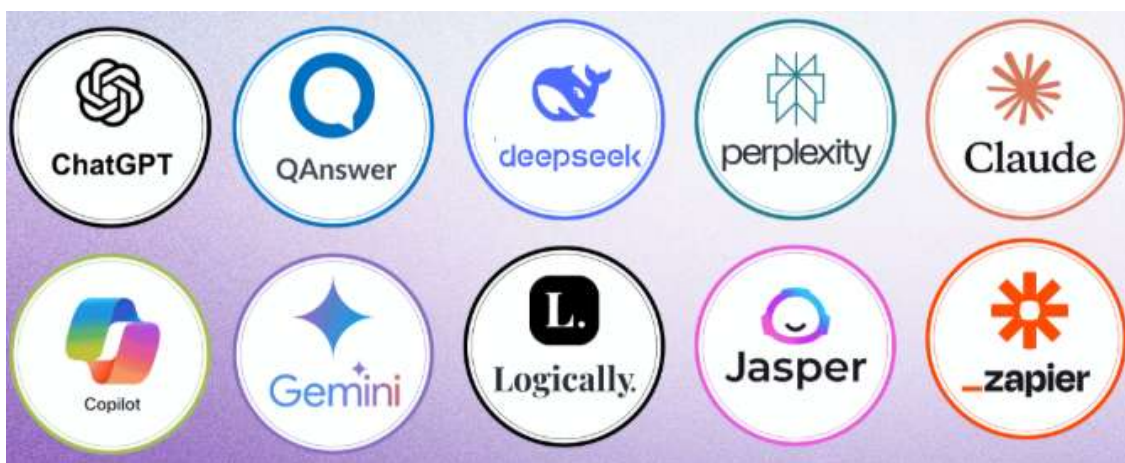 ChatGPT
QAnswer
deepseek
perplexity
Claude
Copilot
Gemini
L.
Logically.
Jasper
_zapier